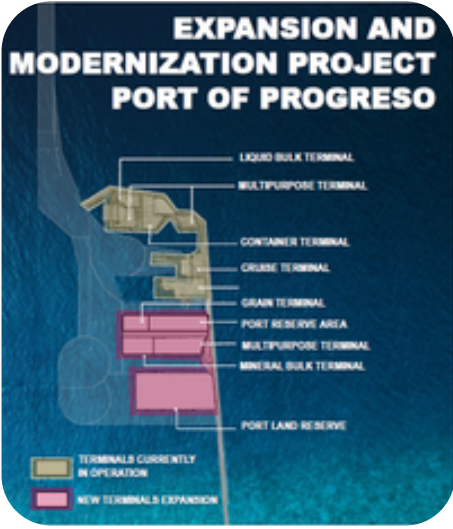 EXPANSION AND
MODERNIZATION PROJECT
PORT OF PROGRESO
LIQUID BULK TERMINAL
MULTIPURPOSE TERMINAL
CONTAINER TERMINAL
CRUISE TERMINAL
GRAIN TERMINAL
PORT RESERVE AREA
MULTIPURPOSE TERMINAL
MINERAL BULK TERMINAL
PORT LAND RESERVE
TERMINALS CURRENTLY
IN OPERATION
NEW TERMINALS EXPANSION